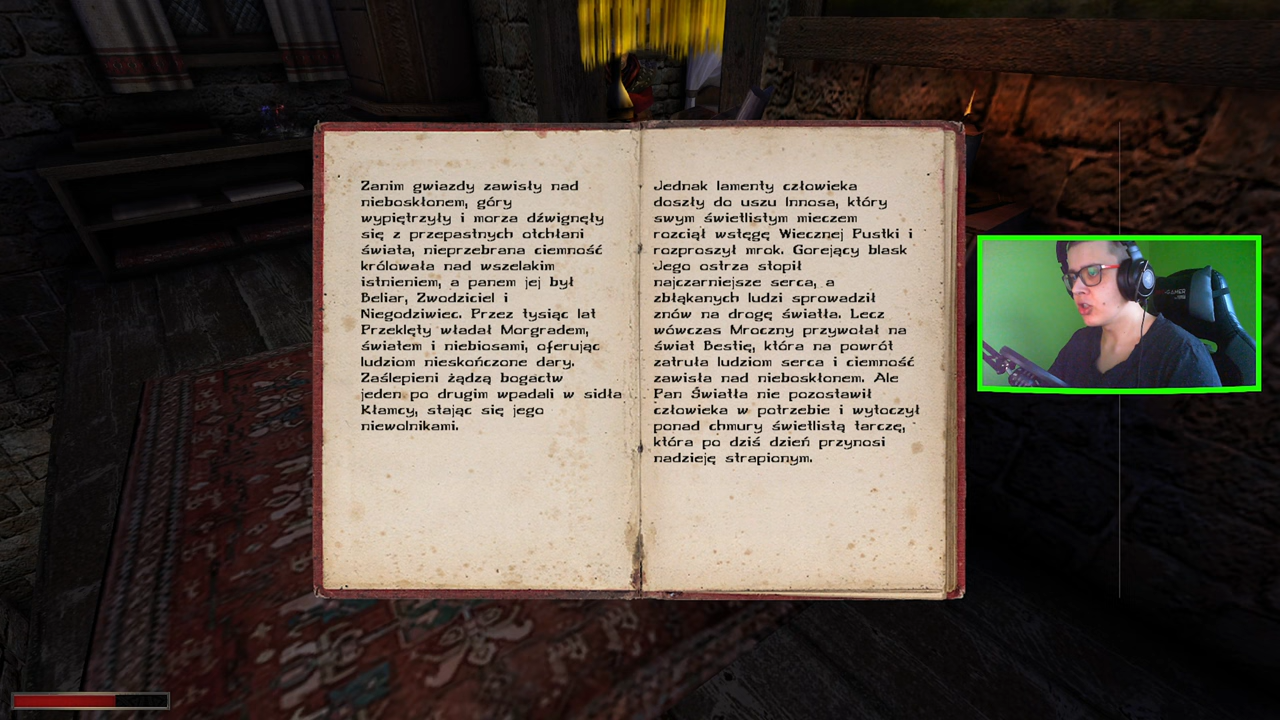 Zanim gwiazdy zawisły nad
nieboskłonem, góry
wypiętrzyły i morza dźwignęły
się z przepastnych otchłani
świata, nieprzebrana ciemność
królowała nad wszelakim
istnieniem, a panem jej był
Beliar, Zwodziciel i
Niegodziwiec. Przez tysiąc lat
Przeklęty władał Morgradem,
światem i niebiosami, oferując
ludziom nieskończone dary.
Zaślepieni żądzą bogactw
jeden po drugim wpadali w sidła
Kłamcy, stając się jego
niewolnikami.
Jednak lamenty człowieka
doszły do uszu Innosa, który
swym świetlistym mieczem
rozciął wstęgę Wiecznej Pustki i
rozproszył mrok. Gorejący blask
Jego ostrza stopił
najczarniejsze serca, a
zbłąkanych ludzi sprowadził
znów na drogę światła. Lecz
wówczas Mroczny przywołał na
świat Bestię, która na powrót
zatruła ludziom serca i ciemność
zawisła nad nieboskłonem. Ale
Pan Światła nie pozostawił
człowieka w potrzebie i wytoczył
ponad chmury świetlistą tarczę,
która po dziś dzień przynosi
nadzieję strapionym.